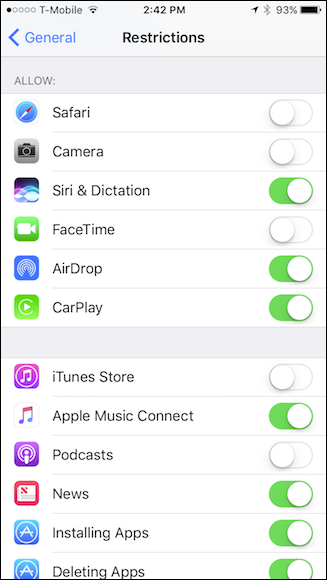 T-Mobile 2:42 PM 93%
General Restrictions
ALLOW:
Safari
Camera
Siri & Dictation
FaceTime
AirDrop
CarPlay
iTunes Store
Apple Music Connect
Podcasts
News
Installing Apps
Deleting Apps